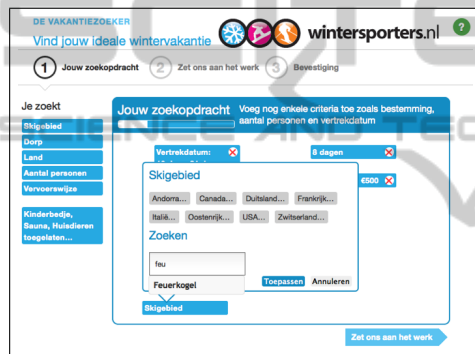 DE VAKANTIEZOEKER
Vind jouw ideale wintervakantie
wintersporters.nl
?
1 Jouw zoekopdracht 2 Zet ons aan het werk 3 Bevestiging
Je zoekt
Skigebied
Dorp
Land
Aantal personen
Vervoerswijze
Kinderbedje,
Sauna, Huisdieren
toegelaten...
Jouw zoekopdracht
Voeg nog enkele criteria toe zoals bestemming,
aantal personen en vertrekdatum
Vertrekdatum:
8 dagen
€500
Skigebied
Andorra... Canada... Duitsland... Frankrijk...
Italië... Oostenrijk... USA... Zwitserland...
Zoeken
feu
Feuerkogel
Toepassen Annuleren
Skigebied
Zet ons aan het werk
SCIENCE AND TEC